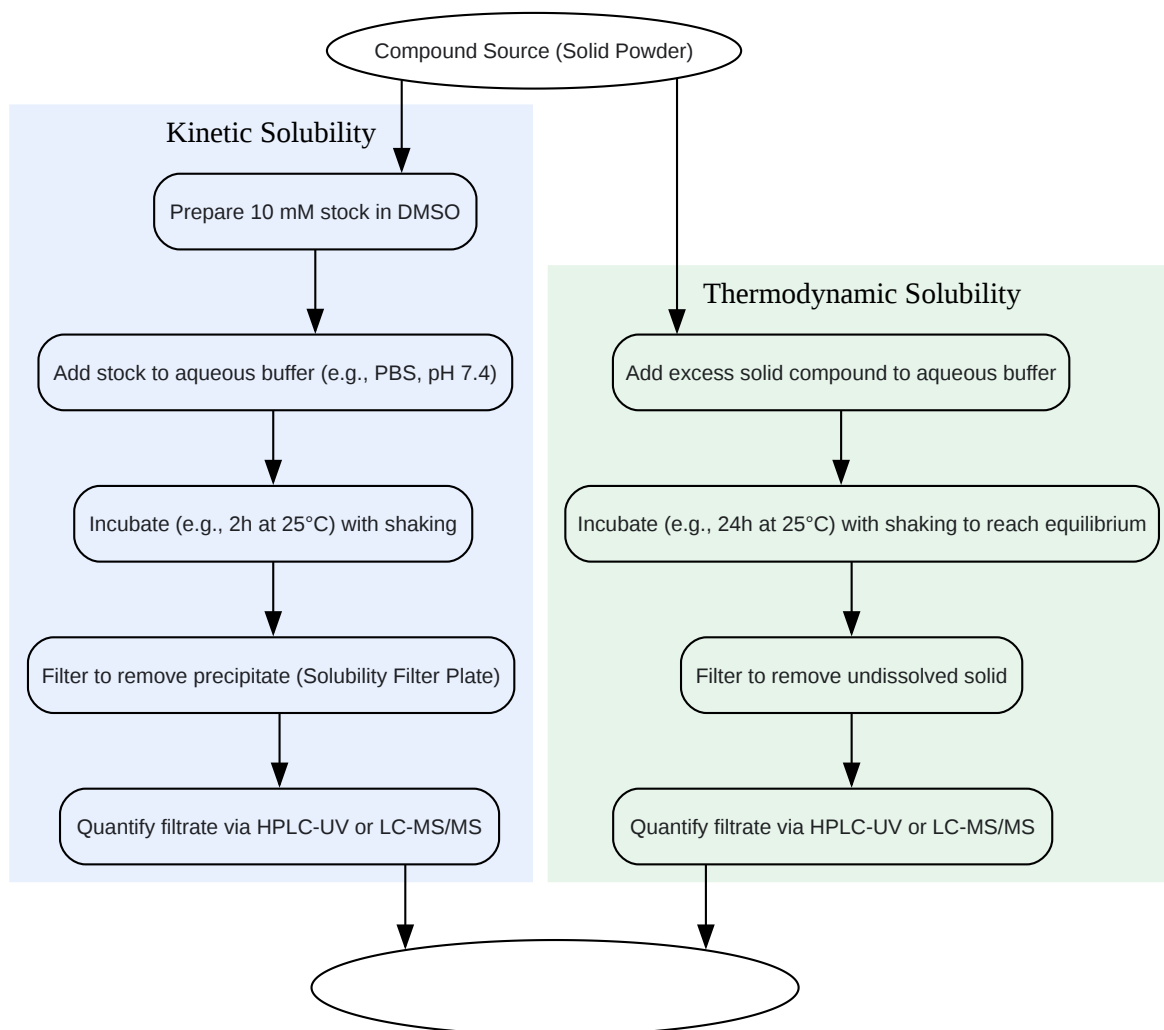 Compound Source (Solid Powder)
Kinetic Solubility
Prepare 10 mM stock in DMSO
Add stock to aqueous buffer (e.g., PBS, pH 7.4)
Incubate (e.g., 2h at 25°C) with shaking
Filter to remove precipitate (Solubility Filter Plate)
Quantify filtrate via HPLC-UV or LC-MS/MS
Thermodynamic Solubility
Add excess solid compound to aqueous buffer
Incubate (e.g., 24h at 25°C) with shaking to reach equilibrium
Filter to remove undissolved solid
Quantify filtrate via HPLC-UV or LC-MS/MS